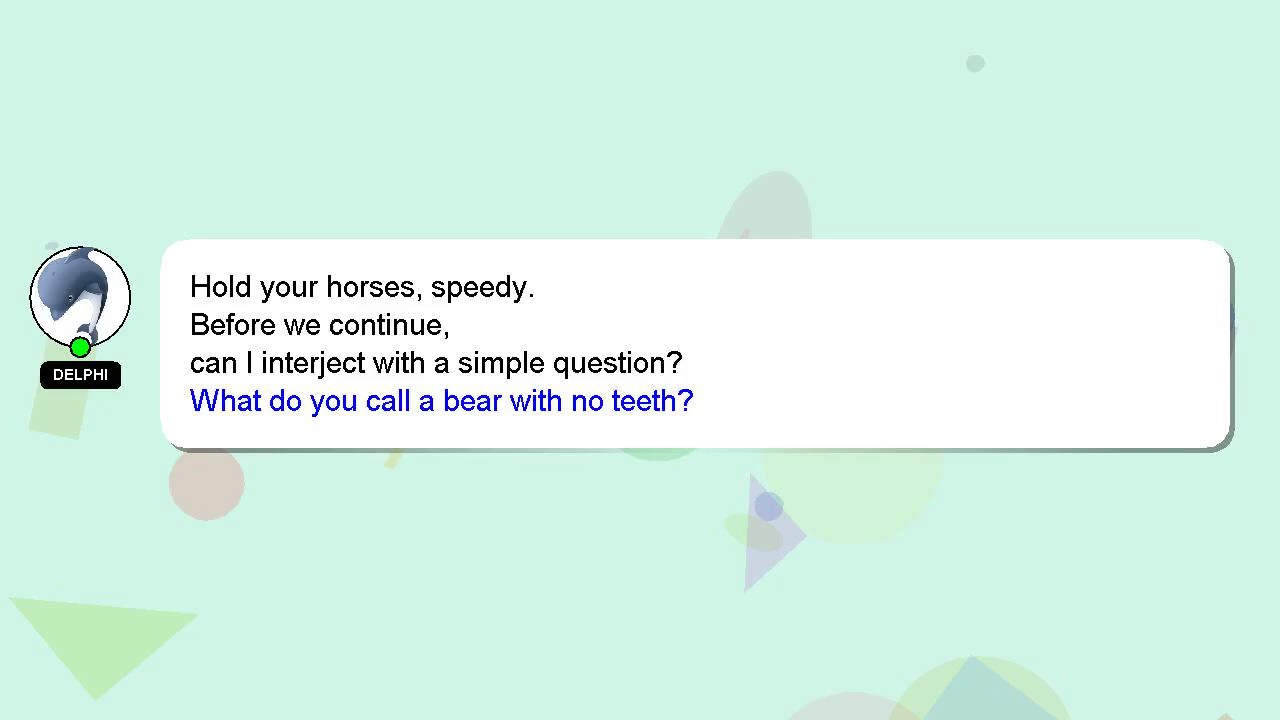 Hold your horses, speedy.
Before we continue,
can I interject with a simple question?
What do you call a bear with no teeth?
DELPHI